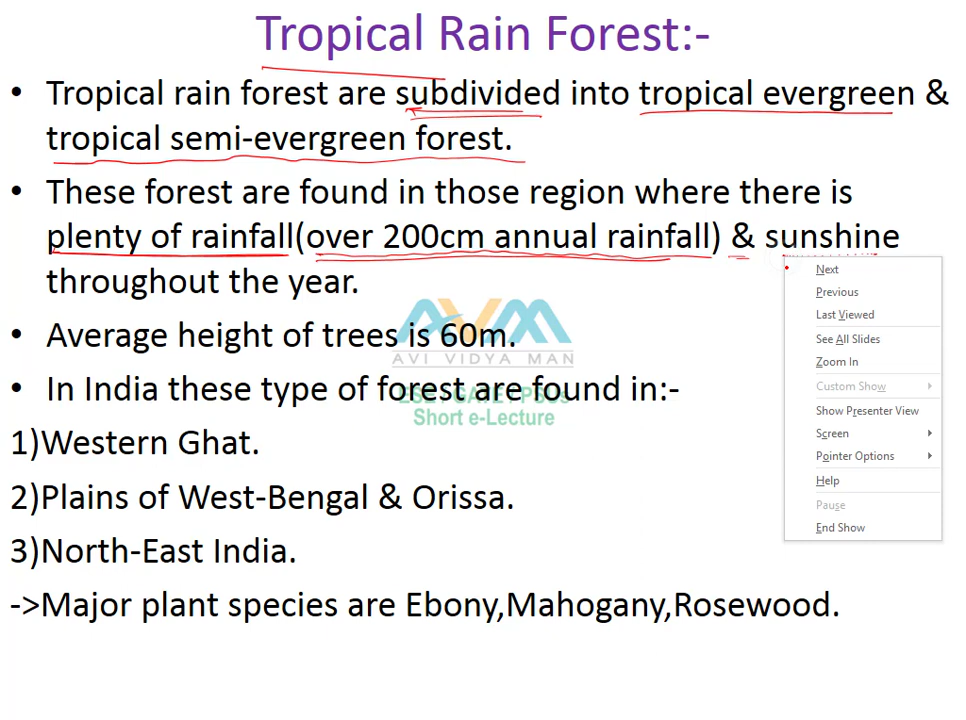 Tropical Rain Forest:-
• Tropical rain forest are subdivided into tropical evergreen &
tropical semi-evergreen forest.
• These forest are found in those region where there is
plenty of rainfall(over 200cm annual rainfall) & sunshine
throughout the year.
• Average height of trees is 60m.
• In India these type of forest are found in:-
1)Western Ghat.
2)Plains of West-Bengal & Orissa.
3)North-East India.
->Major plant species are Ebony,Mahogany,Rosewood.
AVM
AVI VIDYA MAN
ESE | GATE | PSUs
Short e-Lecture
Next
Previous
Last Viewed
See All Slides
Zoom In
Custom Show
Show Presenter View
Screen
Pointer Options
Help
Pause
End Show